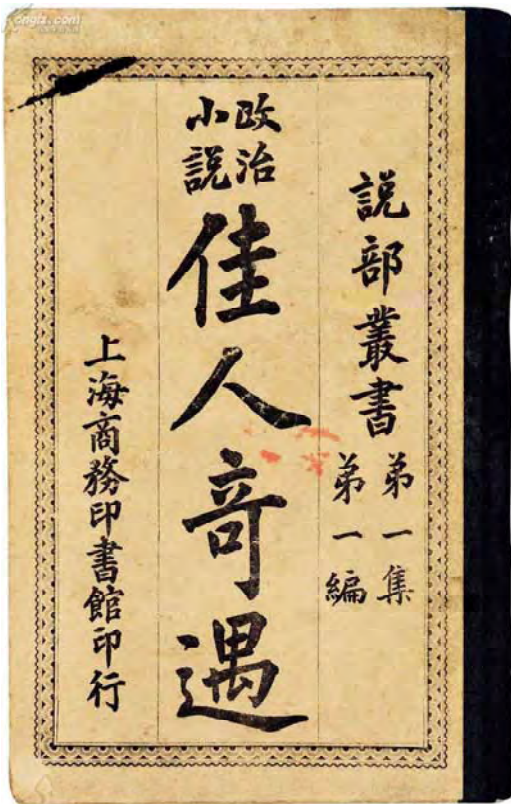 說部叢書
第一集
第一編
政治
小說
佳人奇遇
上海商務印書館印行